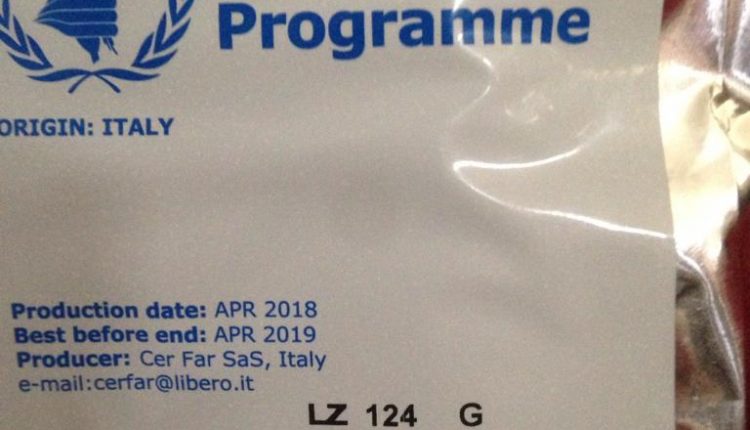 Programme
ORIGIN: ITALY
Production date: APR 2018
Best before end: APR 2019
Producer: Cer Far SaS, Italy
e-mail:cerfar@libero.it
LZ 124 G